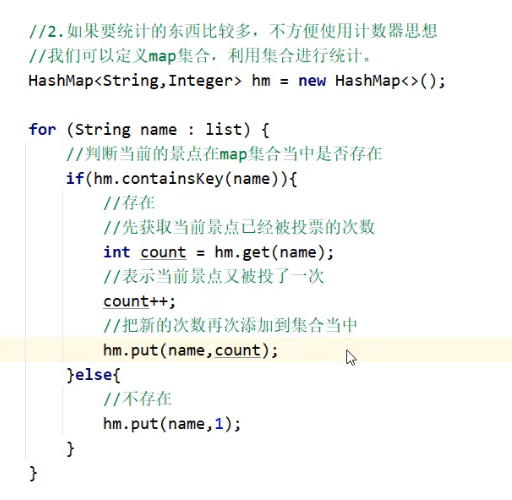 //2.如果要统计的东西比较多，不方便使用计数器思想
//我们可以定义map集合，利用集合进行统计。
HashMap<String,Integer> hm = new HashMap<>();
for (String name : list) {
//判断当前的景点在map集合当中是否存在
if(hm.containsKey(name)){
//存在
//先获取当前景点已经被投票的次数
int count = hm.get(name);
//表示当前景点又被投了一次
count++;
//把新的次数再次添加到集合当中
hm.put(name,count);
}else{
//不存在
hm.put(name,1);
}
}